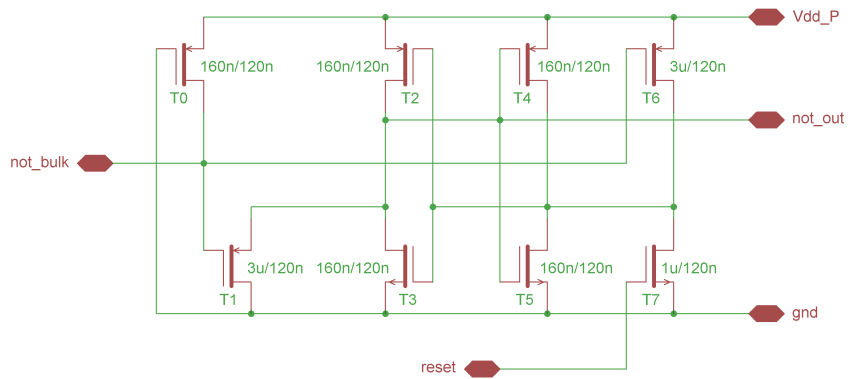 Vdd_P
160n/120n
160n/120n
160n/120n
3u/120n
T0
T2
T4
T6
not_out
not_bulk
3u/120n
160n/120n
160n/120n
1u/120n
T1
T3
T5
T7
gnd
reset